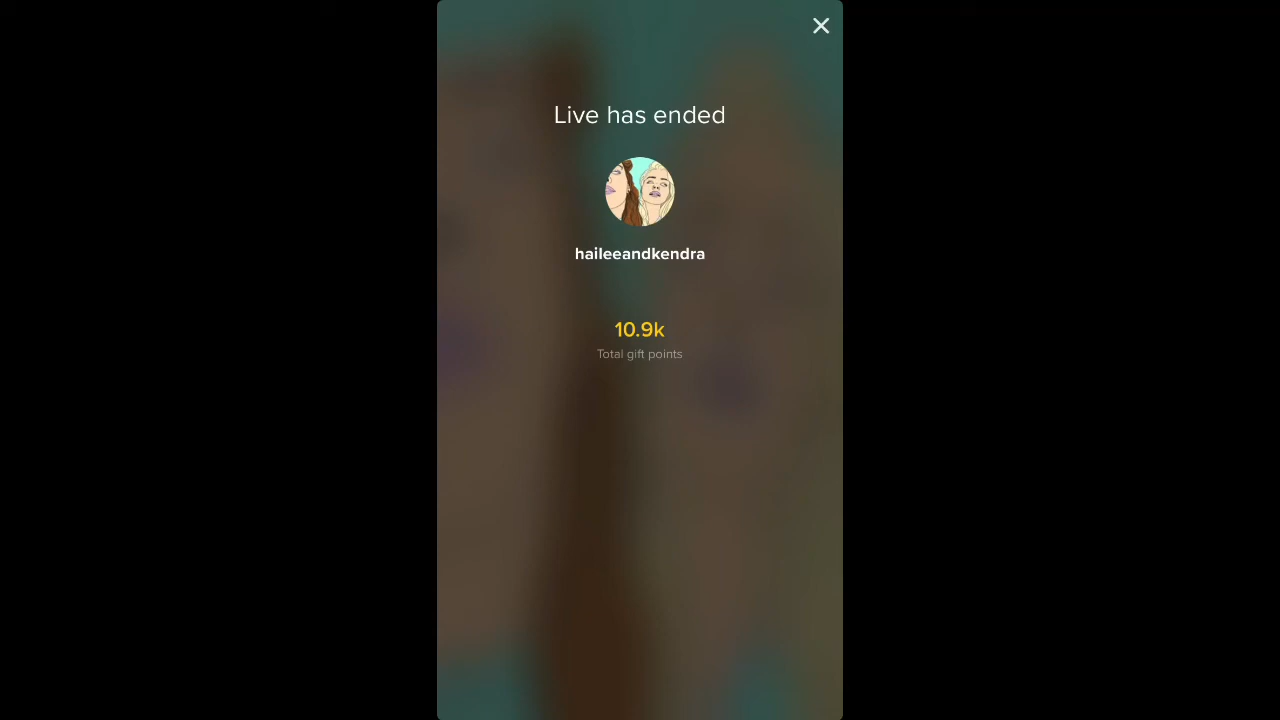 Live has ended
haileeandkendra
10.9k
Total gift points